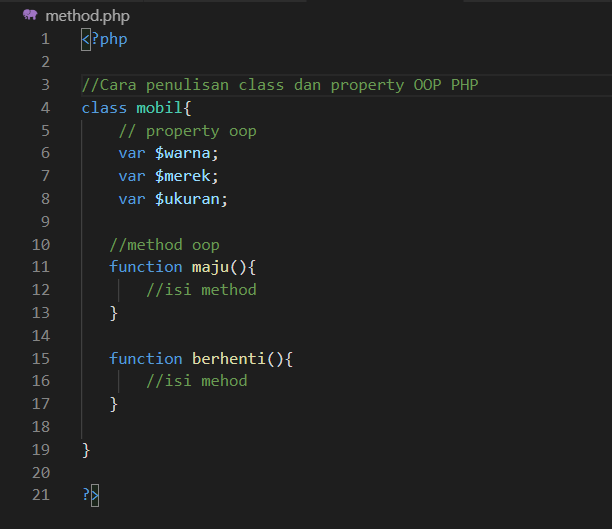 method.php
1 <?php
2
3 //Cara penulisan class dan property OOP PHP
4 class mobil{
5 // property oop
6 var $warna;
7 var $merek;
8 var $ukuran;
9
10 //method oop
11 function maju(){
12 //isi method
13 }
14
15 function berhenti(){
16 //isi mehod
17 }
18
19 }
20
21 ?>